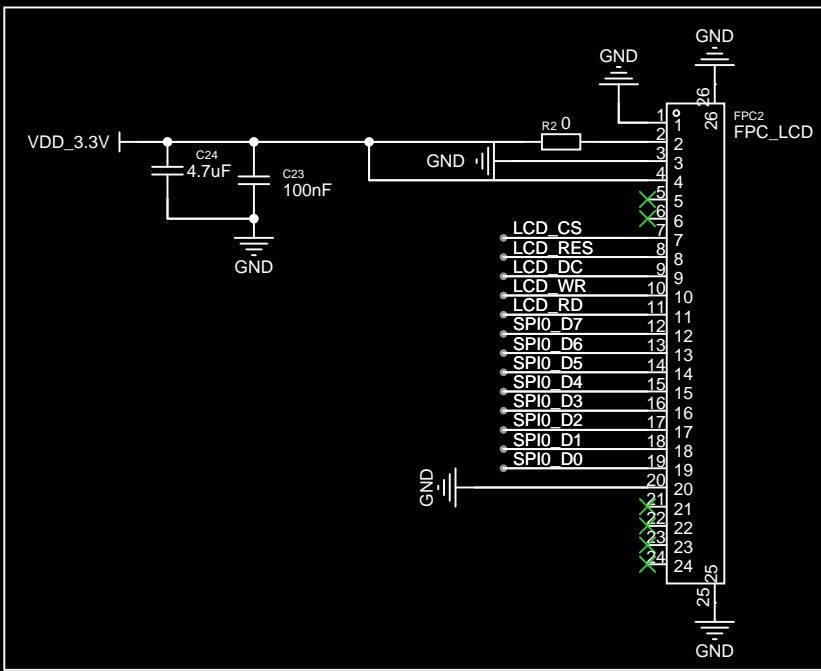 GND
GND
26
FPC2
FPC_LCD
1
26
1
R2 0
VDD_3.3V
2
2
C24
4.7uF
GND
3
3
C23
100nF
4
4
5
5
6
6
LCD_CS
7
7
LCD_RES
8
8
LCD_DC
9
9
LCD_WR
10
10
LCD_RD
11
11
GND
SPI0_D7
12
12
SPI0_D6
13
13
SPI0_D5
14
14
SPI0_D4
15
15
SPI0_D3
16
16
SPI0_D2
17
17
SPI0_D1
18
18
SPI0_D0
19
19
GND
20
20
21
21
22
22
23
23
24
24
25
25
GND